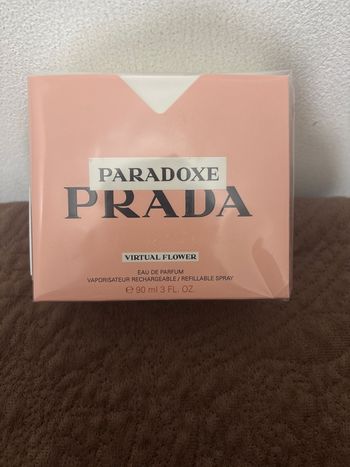 PARADOXE
PRADA
VIRTUAL FLOWER
EAU DE PARFUM
VAPORISATEUR RECHARGEABLE / REFILLABLE SPRAY
℮ 90 ml 3 FL. OZ.